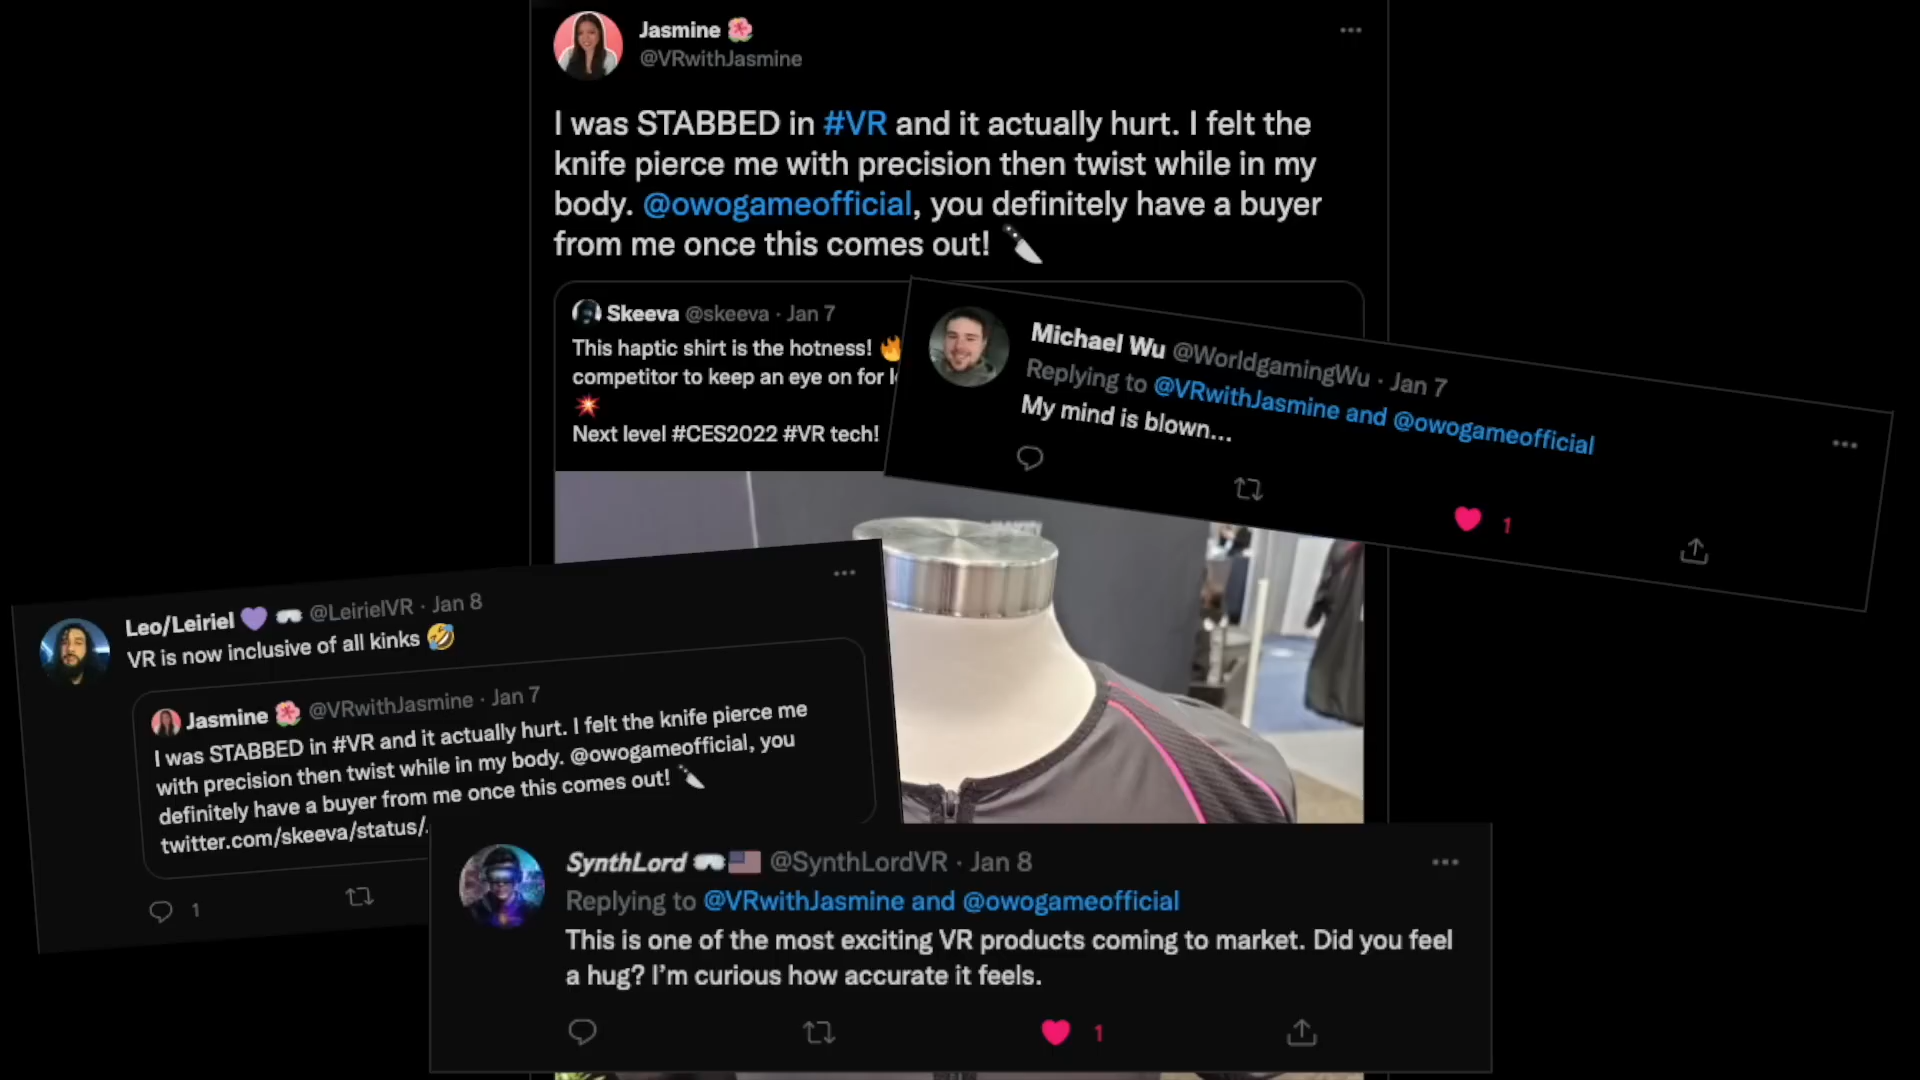 Jasmine 🌺
@VRwithJasmine
I was STABBED in #VR and it actually hurt. I felt the
knife pierce me with precision then twist while in my
body. @owogameofficial, you definitely have a buyer
from me once this comes out! 🔪
Skeeva @skeeva · Jan 7
This haptic shirt is the hotness! 🔥
competitor to keep an eye on for
💥
Next level #CES2022 #VR tech!
Michael Wu @WorldgamingWu · Jan 7
Replying to @VRwithJasmine and @owogameofficial
My mind is blown...
1
Leo/Leiriel 💜 @LeirielVR · Jan 8
VR is now inclusive of all kinks 🤣
Jasmine 🌺 @VRwithJasmine · Jan 7
I was STABBED in #VR and it actually hurt. I felt the knife pierce me
with precision then twist while in my body. @owogameofficial, you
definitely have a buyer from me once this comes out! 🔪
twitter.com/skeeva/status/
1
SynthLord 🇺🇸 @SynthLordVR · Jan 8
Replying to @VRwithJasmine and @owogameofficial
This is one of the most exciting VR products coming to market. Did you feel
a hug? I'm curious how accurate it feels.
1